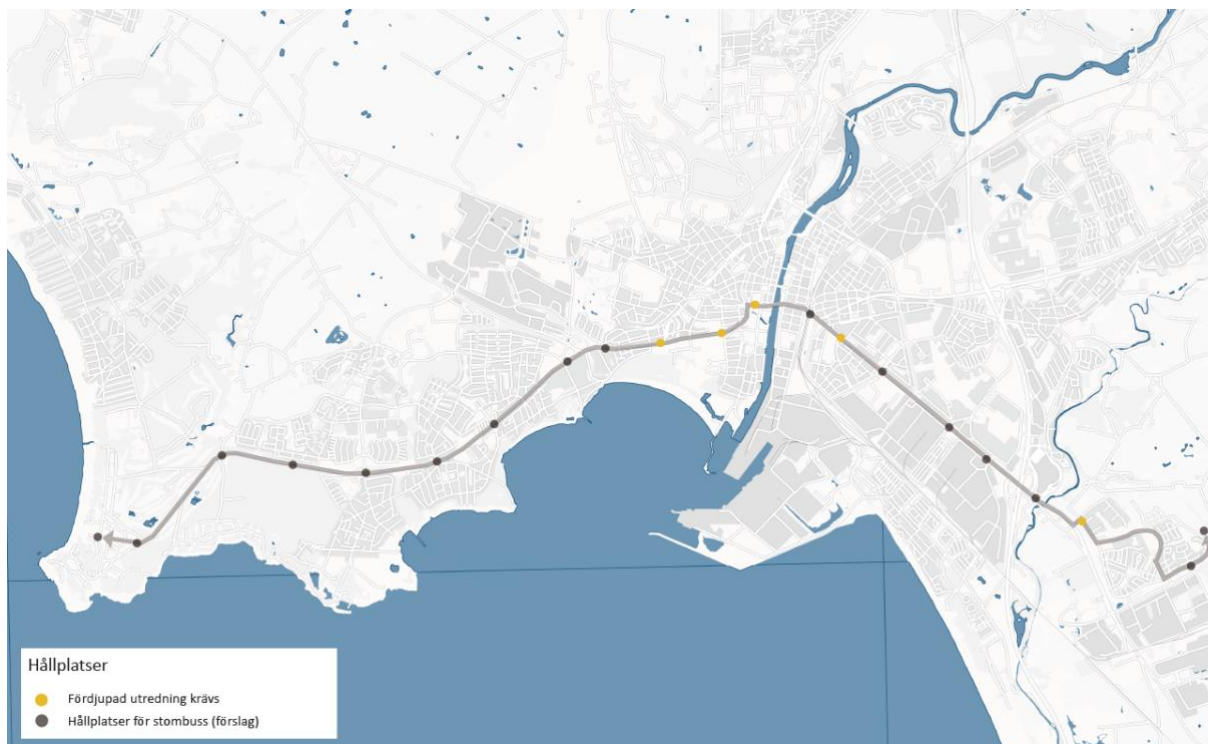 Hållplatser
Fördjupad utredning krävs
Hållplatser för stombuss (förslag)